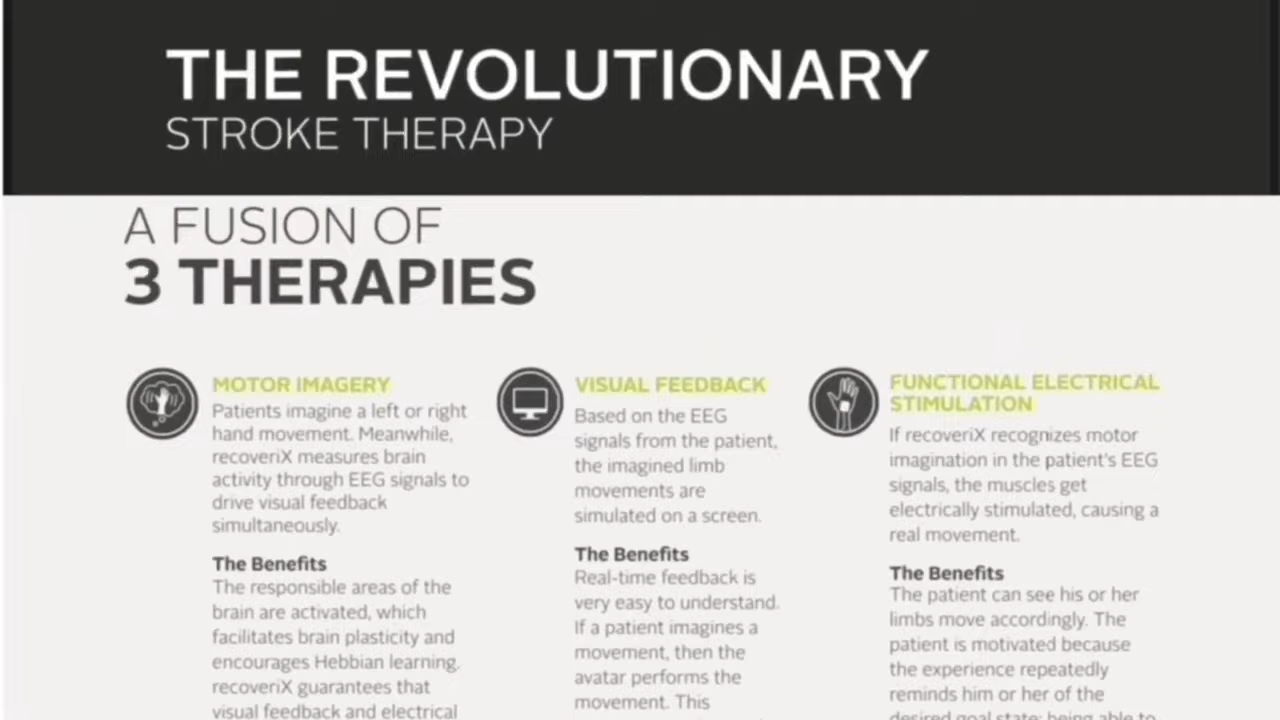 THE REVOLUTIONARY
STROKE THERAPY
A FUSION OF
3 THERAPIES
MOTOR IMAGERY
Patients imagine a left or right
hand movement. Meanwhile,
recoveriX measures brain
activity through EEG signals to
drive visual feedback
simultaneously.
The Benefits
The responsible areas of the
brain are activated, which
facilitates brain plasticity and
encourages Hebbian learning.
recoveriX guarantees that
visual feedback and electrical
VISUAL FEEDBACK
Based on the EEG
signals from the patient,
the imagined limb
movements are
simulated on a screen.
The Benefits
Real-time feedback is
very easy to understand.
If a patient imagines a
movement, then the
avatar performs the
movement. This
FUNCTIONAL ELECTRICAL
STIMULATION
If recoveriX recognizes motor
imagination in the patient's EEG
signals, the muscles get
electrically stimulated, causing a
real movement.
The Benefits
The patient can see his or her
limbs move accordingly. The
patient is motivated because
the experience repeatedly
reminds him or her of the
desired goal state: being able to